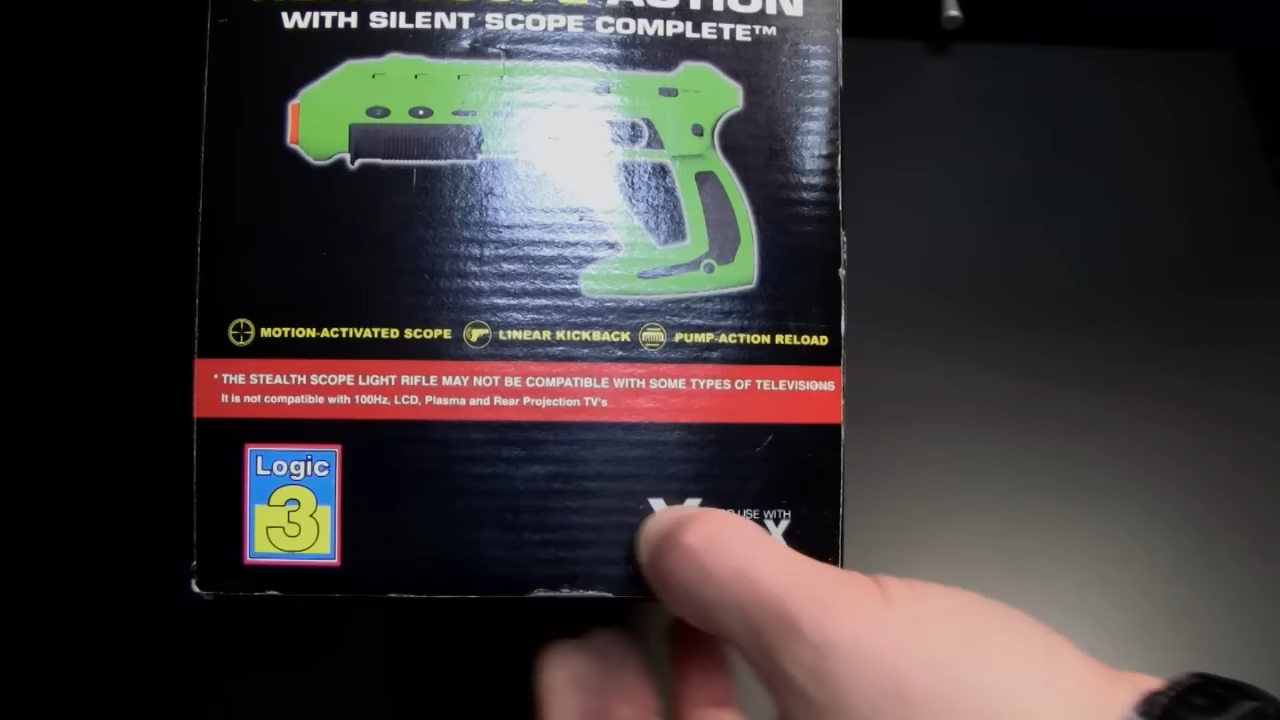 ACTION
WITH SILENT SCOPE COMPLETE™
MOTION-ACTIVATED SCOPE
LINEAR KICKBACK
PUMP-ACTION RELOAD
* THE STEALTH SCOPE LIGHT RIFLE MAY NOT BE COMPATIBLE WITH SOME TYPES OF TELEVISIONS
It is not compatible with 100Hz, LCD, Plasma and Rear Projection TV's
Logic
3
USE WITH
X